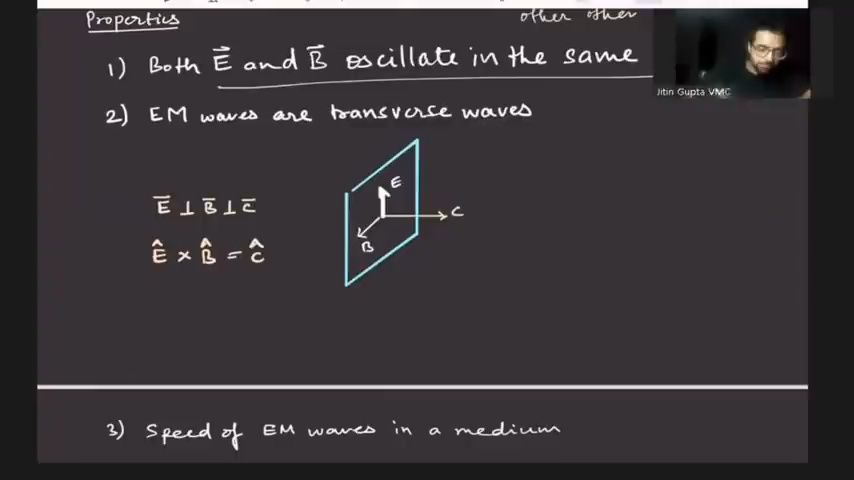 Properties
other other
1) Both E⃗ and B⃗ oscillate in the same
Jitin Gupta VMC
2) EM waves are transverse waves
E
E̅ ⊥ B̅ ⊥ C̅
C
B
Ê × B̂ = Ĉ
3) Speed of EM waves in a medium